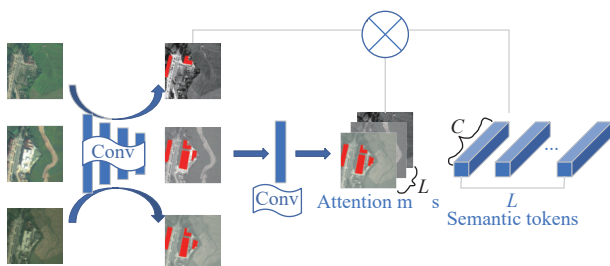 Conv
Conv
L
Attention m s
C
...
L
Semantic tokens